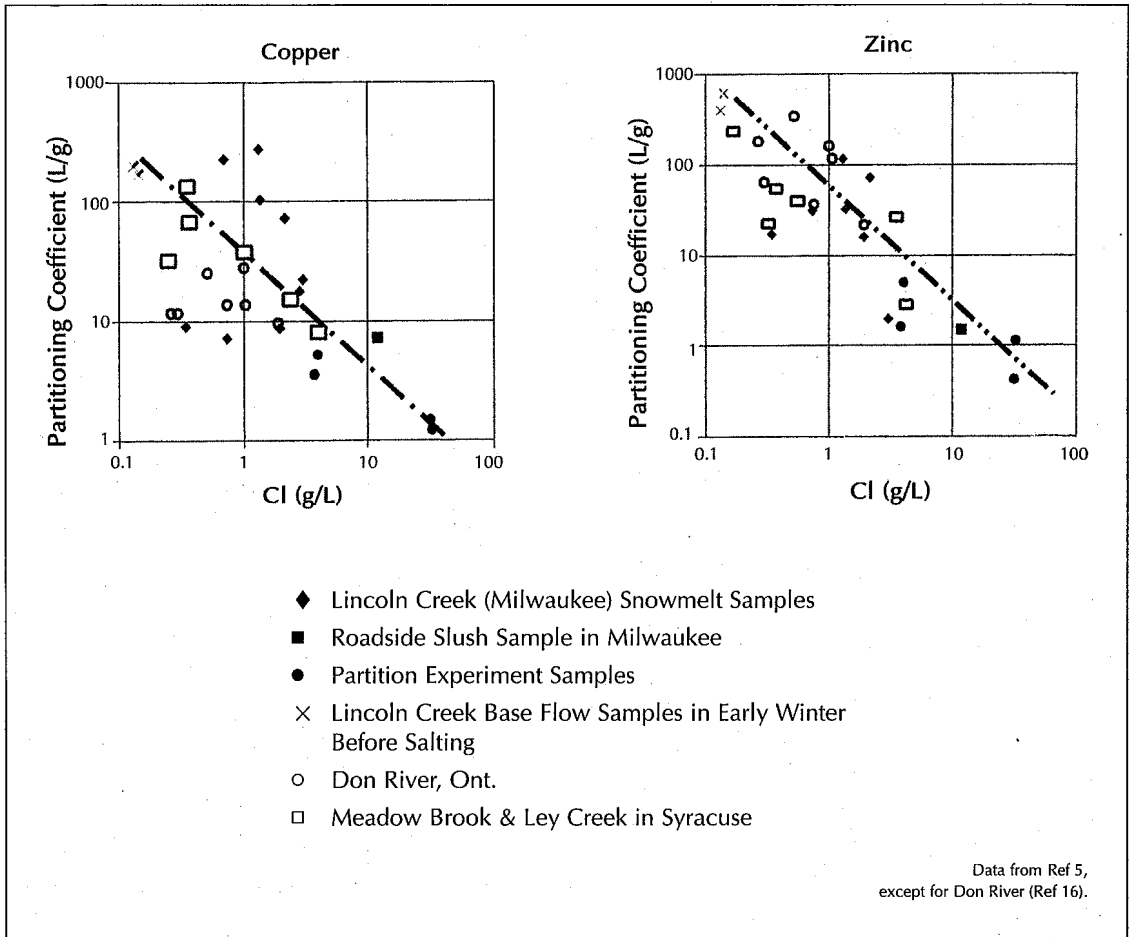 Copper
Partitioning Coefficient (L/g)
1000
100
10
1
0.1
1
10
100
Cl (g/L)
Zinc
Partitioning Coefficient (L/g)
1000
100
10
1
0.1
0.1
1
10
100
Cl (g/L)
Lincoln Creek (Milwaukee) Snowmelt Samples
Roadside Slush Sample in Milwaukee
Partition Experiment Samples
Lincoln Creek Base Flow Samples in Early Winter
Before Salting
Don River, Ont.
Meadow Brook & Ley Creek in Syracuse
Data from Ref 5,
except for Don River (Ref 16).